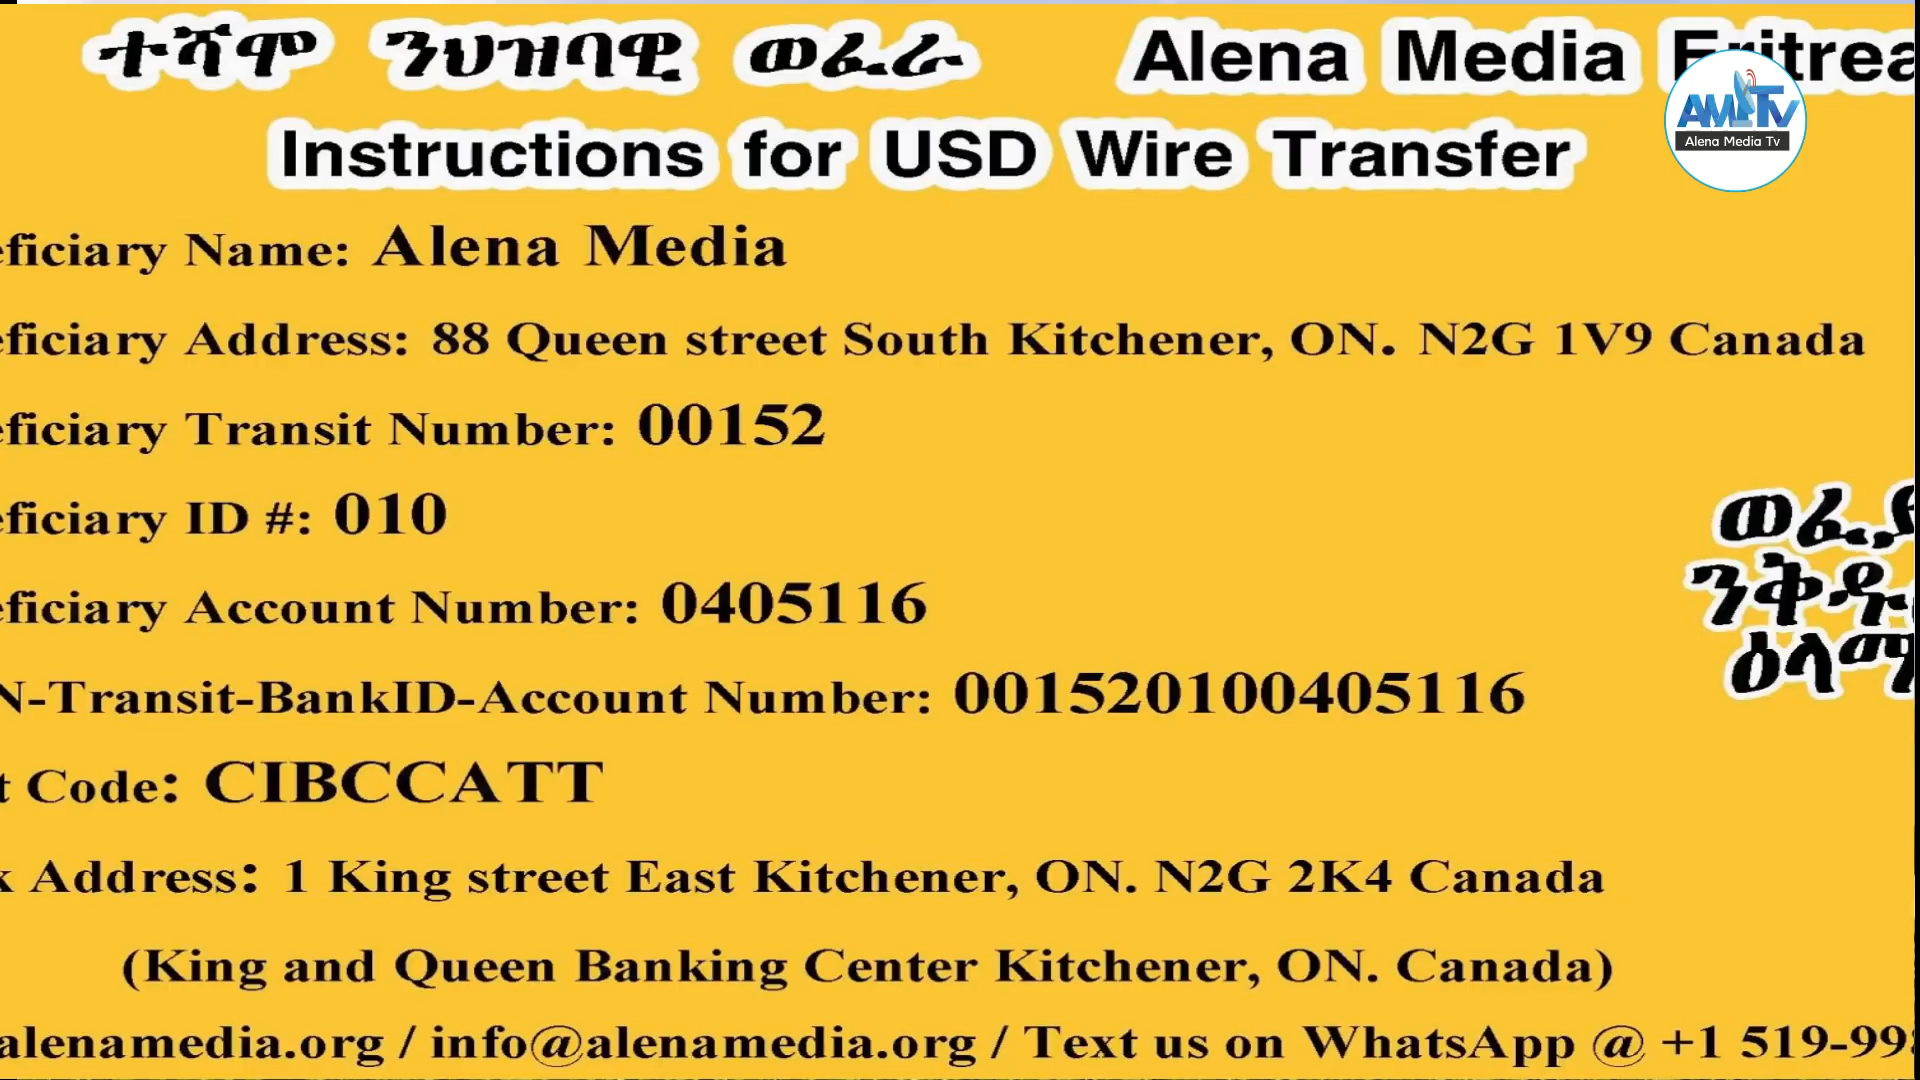 ተሻሞ ንህዝባዊ ወፈራ Alena Media Eritrea
AMTv
Alena Media Tv
Instructions for USD Wire Transfer
eficiary Name: Alena Media
eficiary Address: 88 Queen street South Kitchener, ON. N2G 1V9 Canada
eficiary Transit Number: 00152
eficiary ID #: 010
ወፈያ
eficiary Account Number: 0405116
ንቅዱ
ዕላማ
N-Transit-BankID-Account Number: 001520100405116
t Code: CIBCCATT
k Address: 1 King street East Kitchener, ON. N2G 2K4 Canada
(King and Queen Banking Center Kitchener, ON. Canada)
alenamedia.org / info@alenamedia.org / Text us on WhatsApp @ +1 519-99